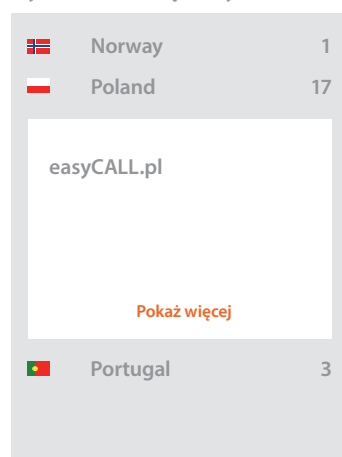 Norway 1
Poland 17
easyCALL.pl
Pokaż więcej
Portugal 3